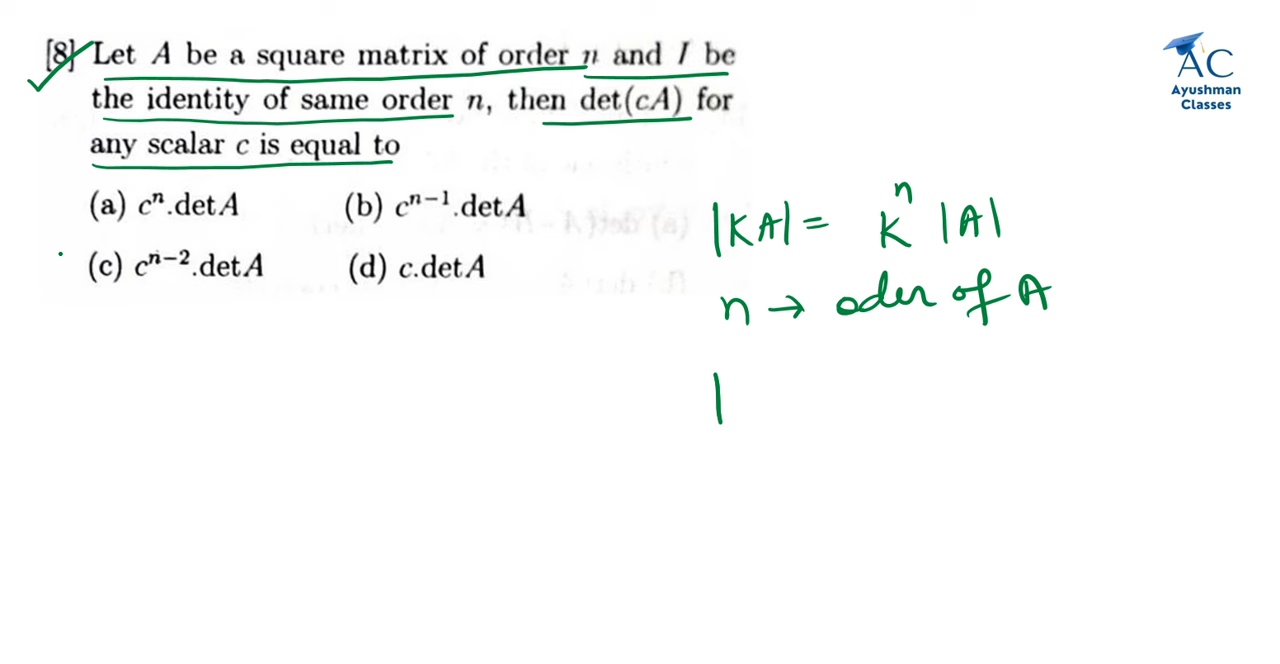 [8] Let A be a square matrix of order n and I be
the identity of same order n, then det(cA) for
any scalar c is equal to
(a) cⁿ.detA (b) cⁿ⁻¹.detA
(c) cⁿ⁻².detA (d) c.detA
|KA| = Kⁿ |A|
n → oder of A
|
AC
Ayushman
Classes